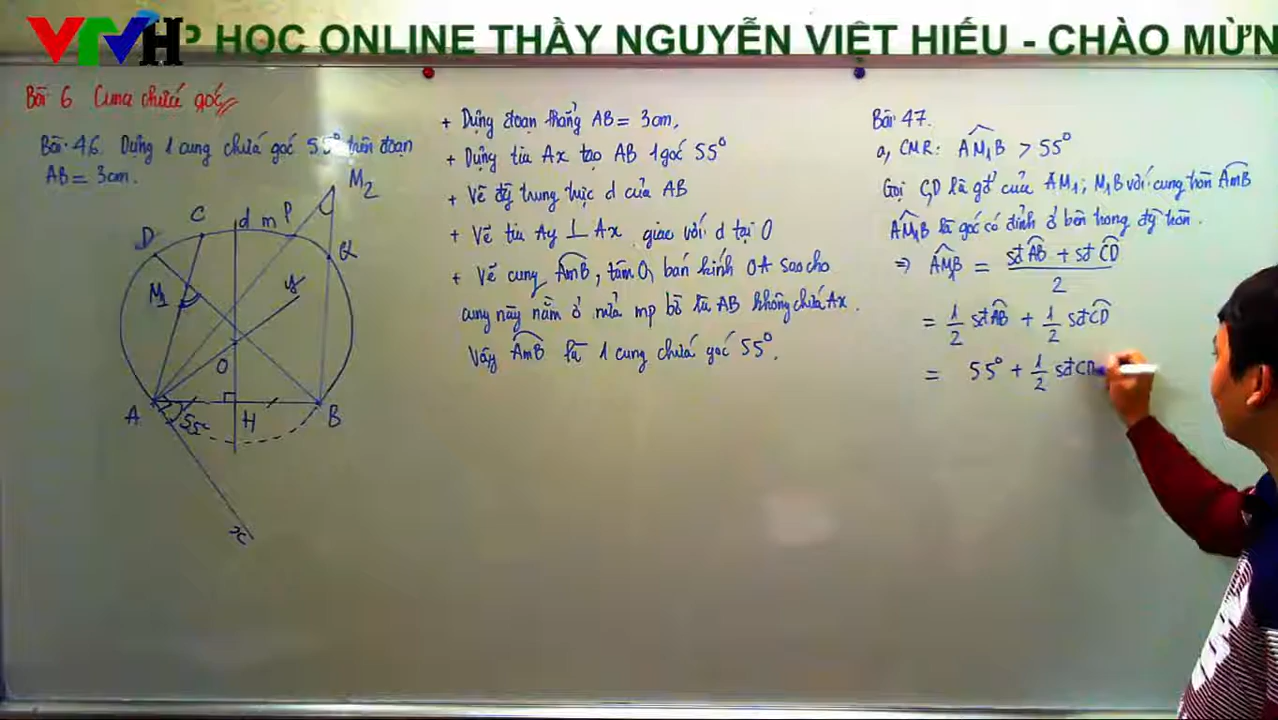 VTVH
P HỌC ONLINE THẦY NGUYỄN VIỆT HIẾU - CHÀO MỪN
Bài 6 Cung chứa góc
Bài 46. Dựng 1 cung chứa góc 55° trên đoạn
AB = 3cm.
M2
C d m P
D Q
M1 y
O
A 55° H B
x
+ Dựng đoạn thẳng AB = 3cm,
+ Dựng tia Ax tạo AB 1 góc 55°
+ Vẽ đg trung trực d của AB
+ Vẽ tia Ay ⊥ Ax giao với d tại O
+ Vẽ cung AmB, tâm O, bán kính OA sao cho
cung này nằm ở nửa mp bờ là AB không chứa Ax.
Vậy AmB là 1 cung chứa góc 55°.
Bài 47.
a, CMR: AM1B > 55°
Gọi C,D là gđ của AM1; M1B với cung tròn AmB
AM1B là góc có đỉnh ở bên trong đg tròn.
⇒ AM1B = sđ AB + sđ CD / 2
= 1/2 sđ AB + 1/2 sđ CD
= 55° + 1/2 sđ CD